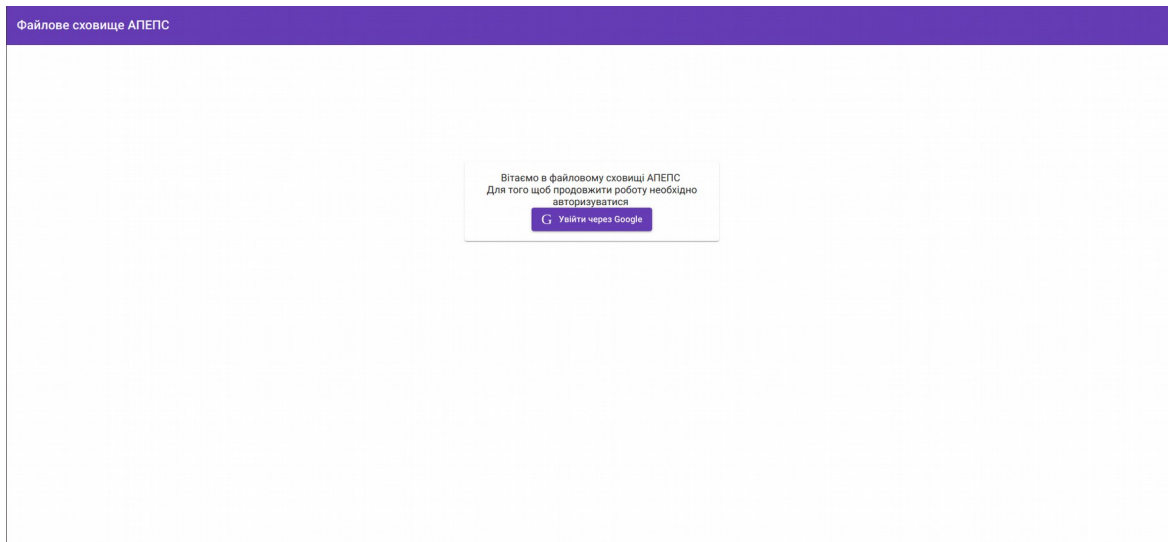 Файлове сховище АПЕПС
Вітаємо в файловому сховищі АПЕПС
Для того щоб продовжити роботу необхідно
авторизуватися
G Увійти через Google